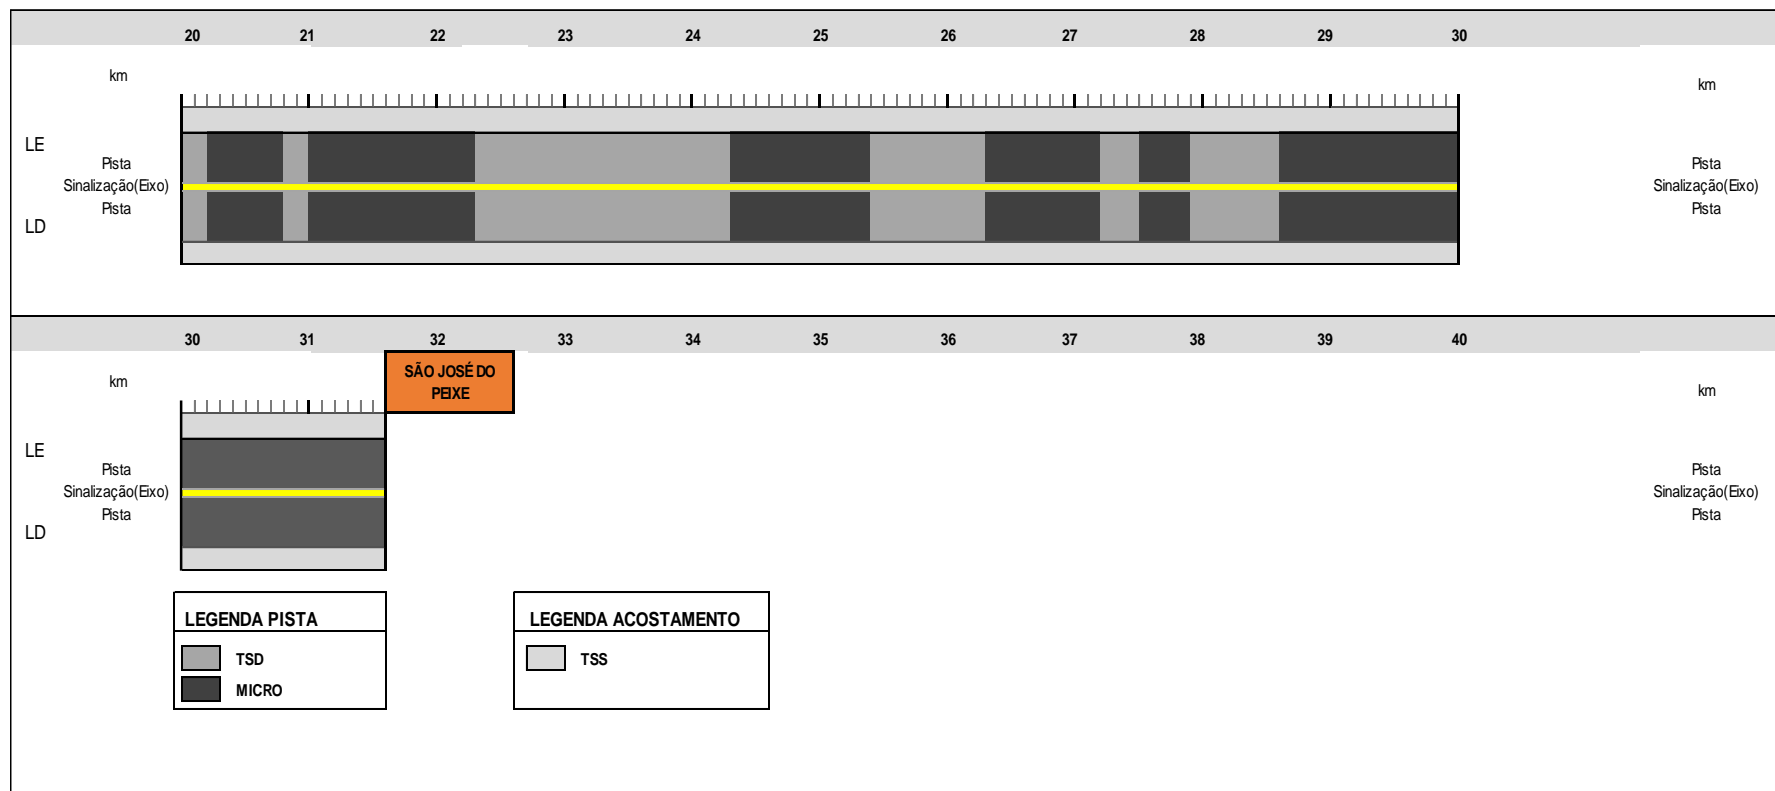 20 21 22 23 24 25 26 27 28 29 30
km km
LE
Pista Pista
Sinalização(Eixo) Sinalização(Eixo)
Pista Pista
LD
30 31 32 33 34 35 36 37 38 39 40
SÃO JOSÉ DO
PEIXE
km km
LE
Pista Pista
Sinalização(Eixo) Sinalização(Eixo)
Pista Pista
LD
LEGENDA PISTA
TSD
MICRO
LEGENDA ACOSTAMENTO
TSS